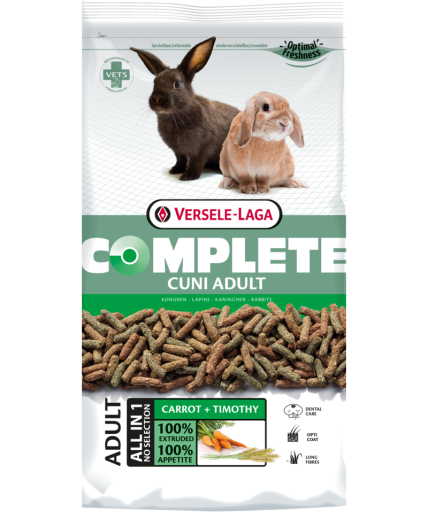 Optimal
Freshness
VETS
VERSELE-LAGA
COMPLETE
CUNI ADULT
KONIJNEN - LAPINS - KANINCHEN - RABBITS
ADULT
ALL IN 1
NO SELECTION
CARROT + TIMOTHY
100%
EXTRUDED
100%
APPETITE
DENTAL
CARE
OPTI
COAT
LONG
FIBRES